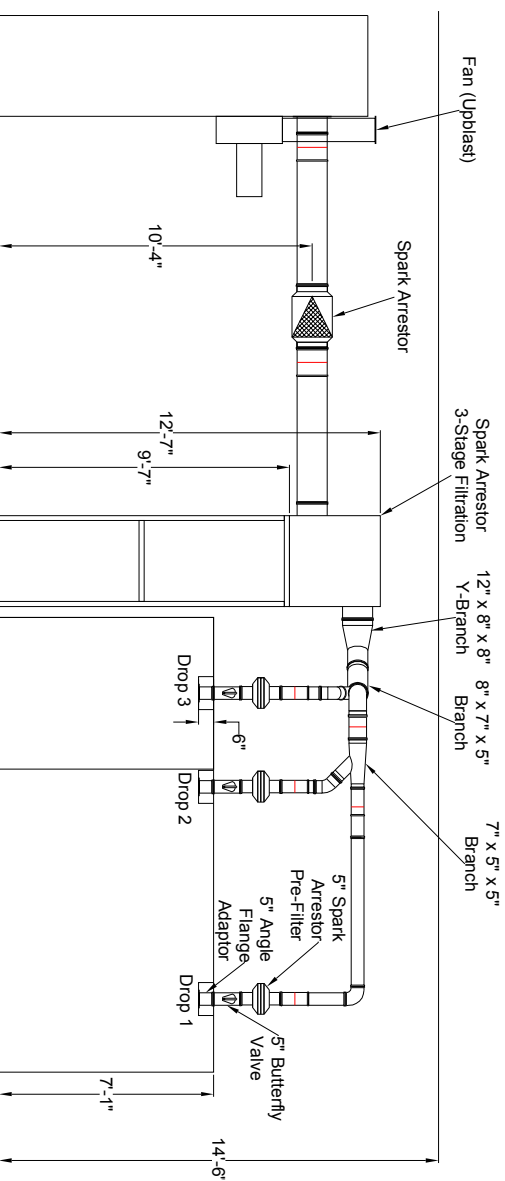 Fan (Upblast)
10'-4"
Spark Arrestor
12'-7"
9'-7"
Spark Arrestor
3-Stage Filtration
12" x 8" x 8"
Y-Branch
8" x 7" x 5"
Branch
7" x 5" x 5"
Branch
Drop 3
6"
Drop 2
5" Spark
Arrestor
Pre-Filter
5" Angle
Flange
Adaptor
Drop 1
5" Butterfly
Valve
7'-1"
14'-6'